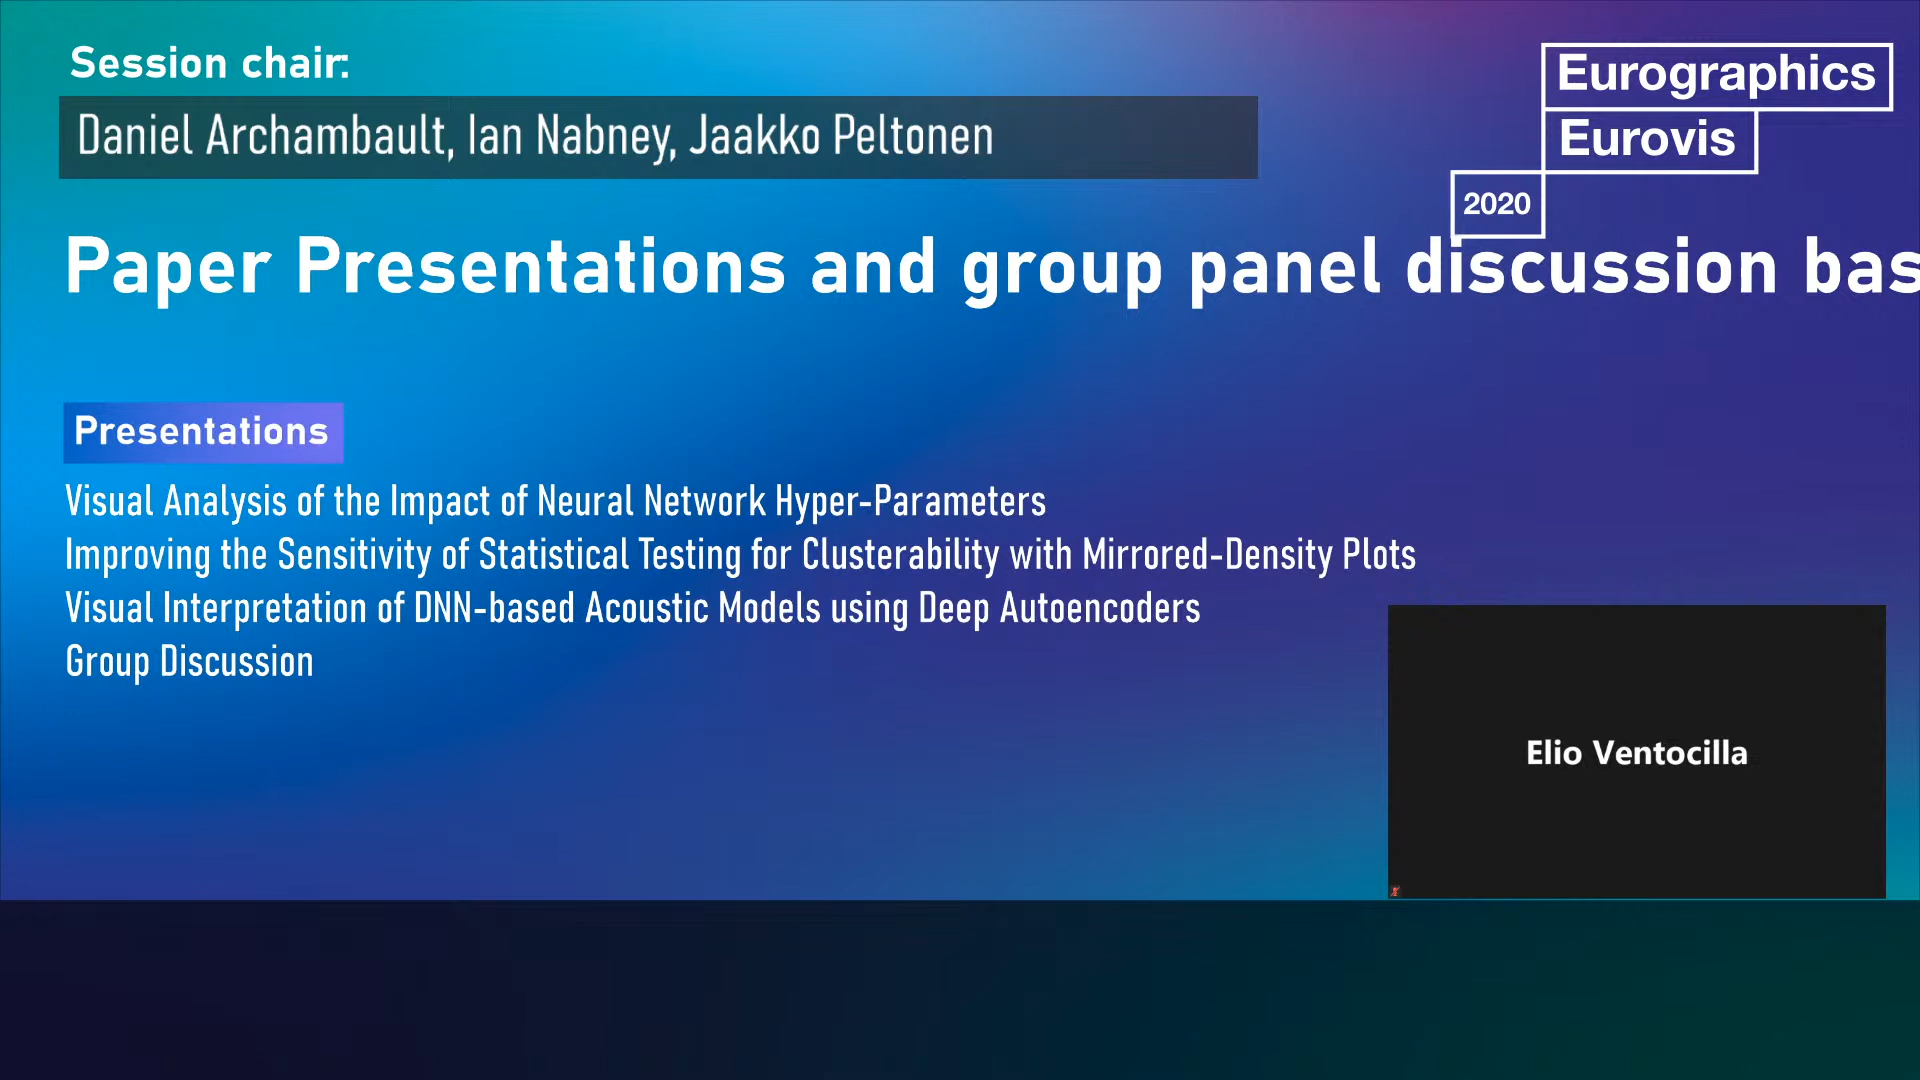 Session chair:
Daniel Archambault, Ian Nabney, Jaakko Peltonen
Eurographics
Eurovis
2020
Paper Presentations and group panel discussion bas
Presentations
Visual Analysis of the Impact of Neural Network Hyper-Parameters
Improving the Sensitivity of Statistical Testing for Clusterability with Mirrored-Density Plots
Visual Interpretation of DNN-based Acoustic Models using Deep Autoencoders
Group Discussion
Elio Ventocilla